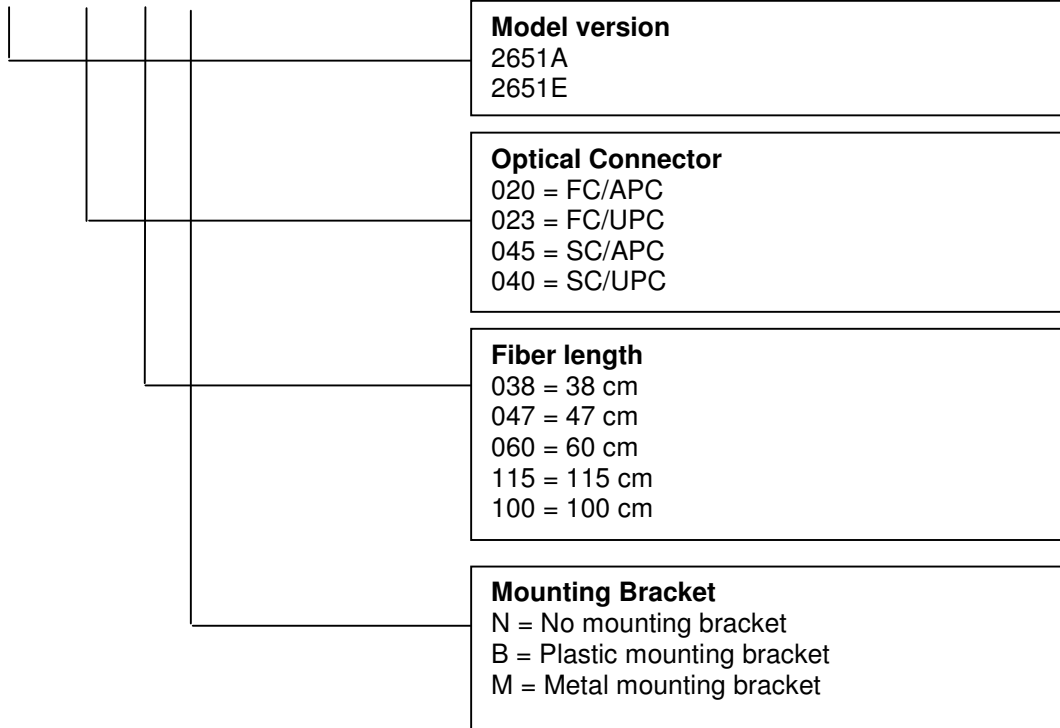 Model version
2651A
2651E
Optical Connector
020 = FC/APC
023 = FC/UPC
045 = SC/APC
040 = SC/UPC
Fiber length
038 = 38 cm
047 = 47 cm
060 = 60 cm
115 = 115 cm
100 = 100 cm
Mounting Bracket
N = No mounting bracket
B = Plastic mounting bracket
M = Metal mounting bracket